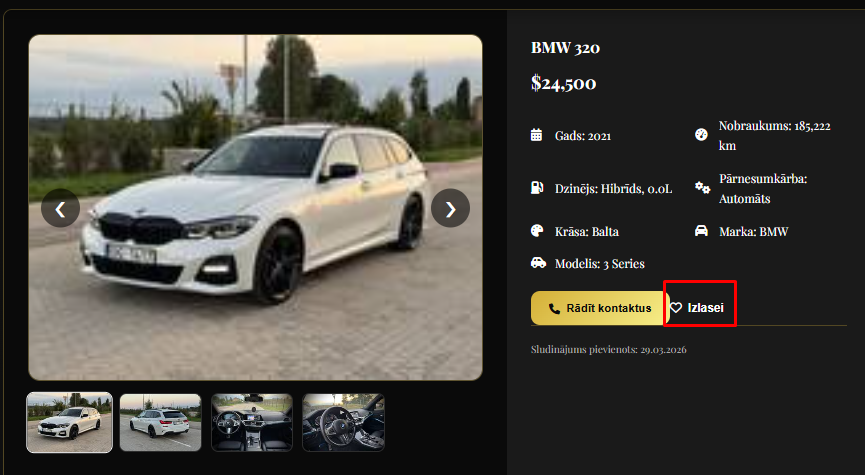 BMW 320
$24,500
Gads: 2021
Nobraukums: 185,222
km
Dzinējs: Hibrīds, 0.0L
Pārnesumkārba:
Automāts
Krāsa: Balta
Marka: BMW
Modelis: 3 Series
Rādīt kontaktus
Izlasei
Sludinājums pievienots: 29.03.2026